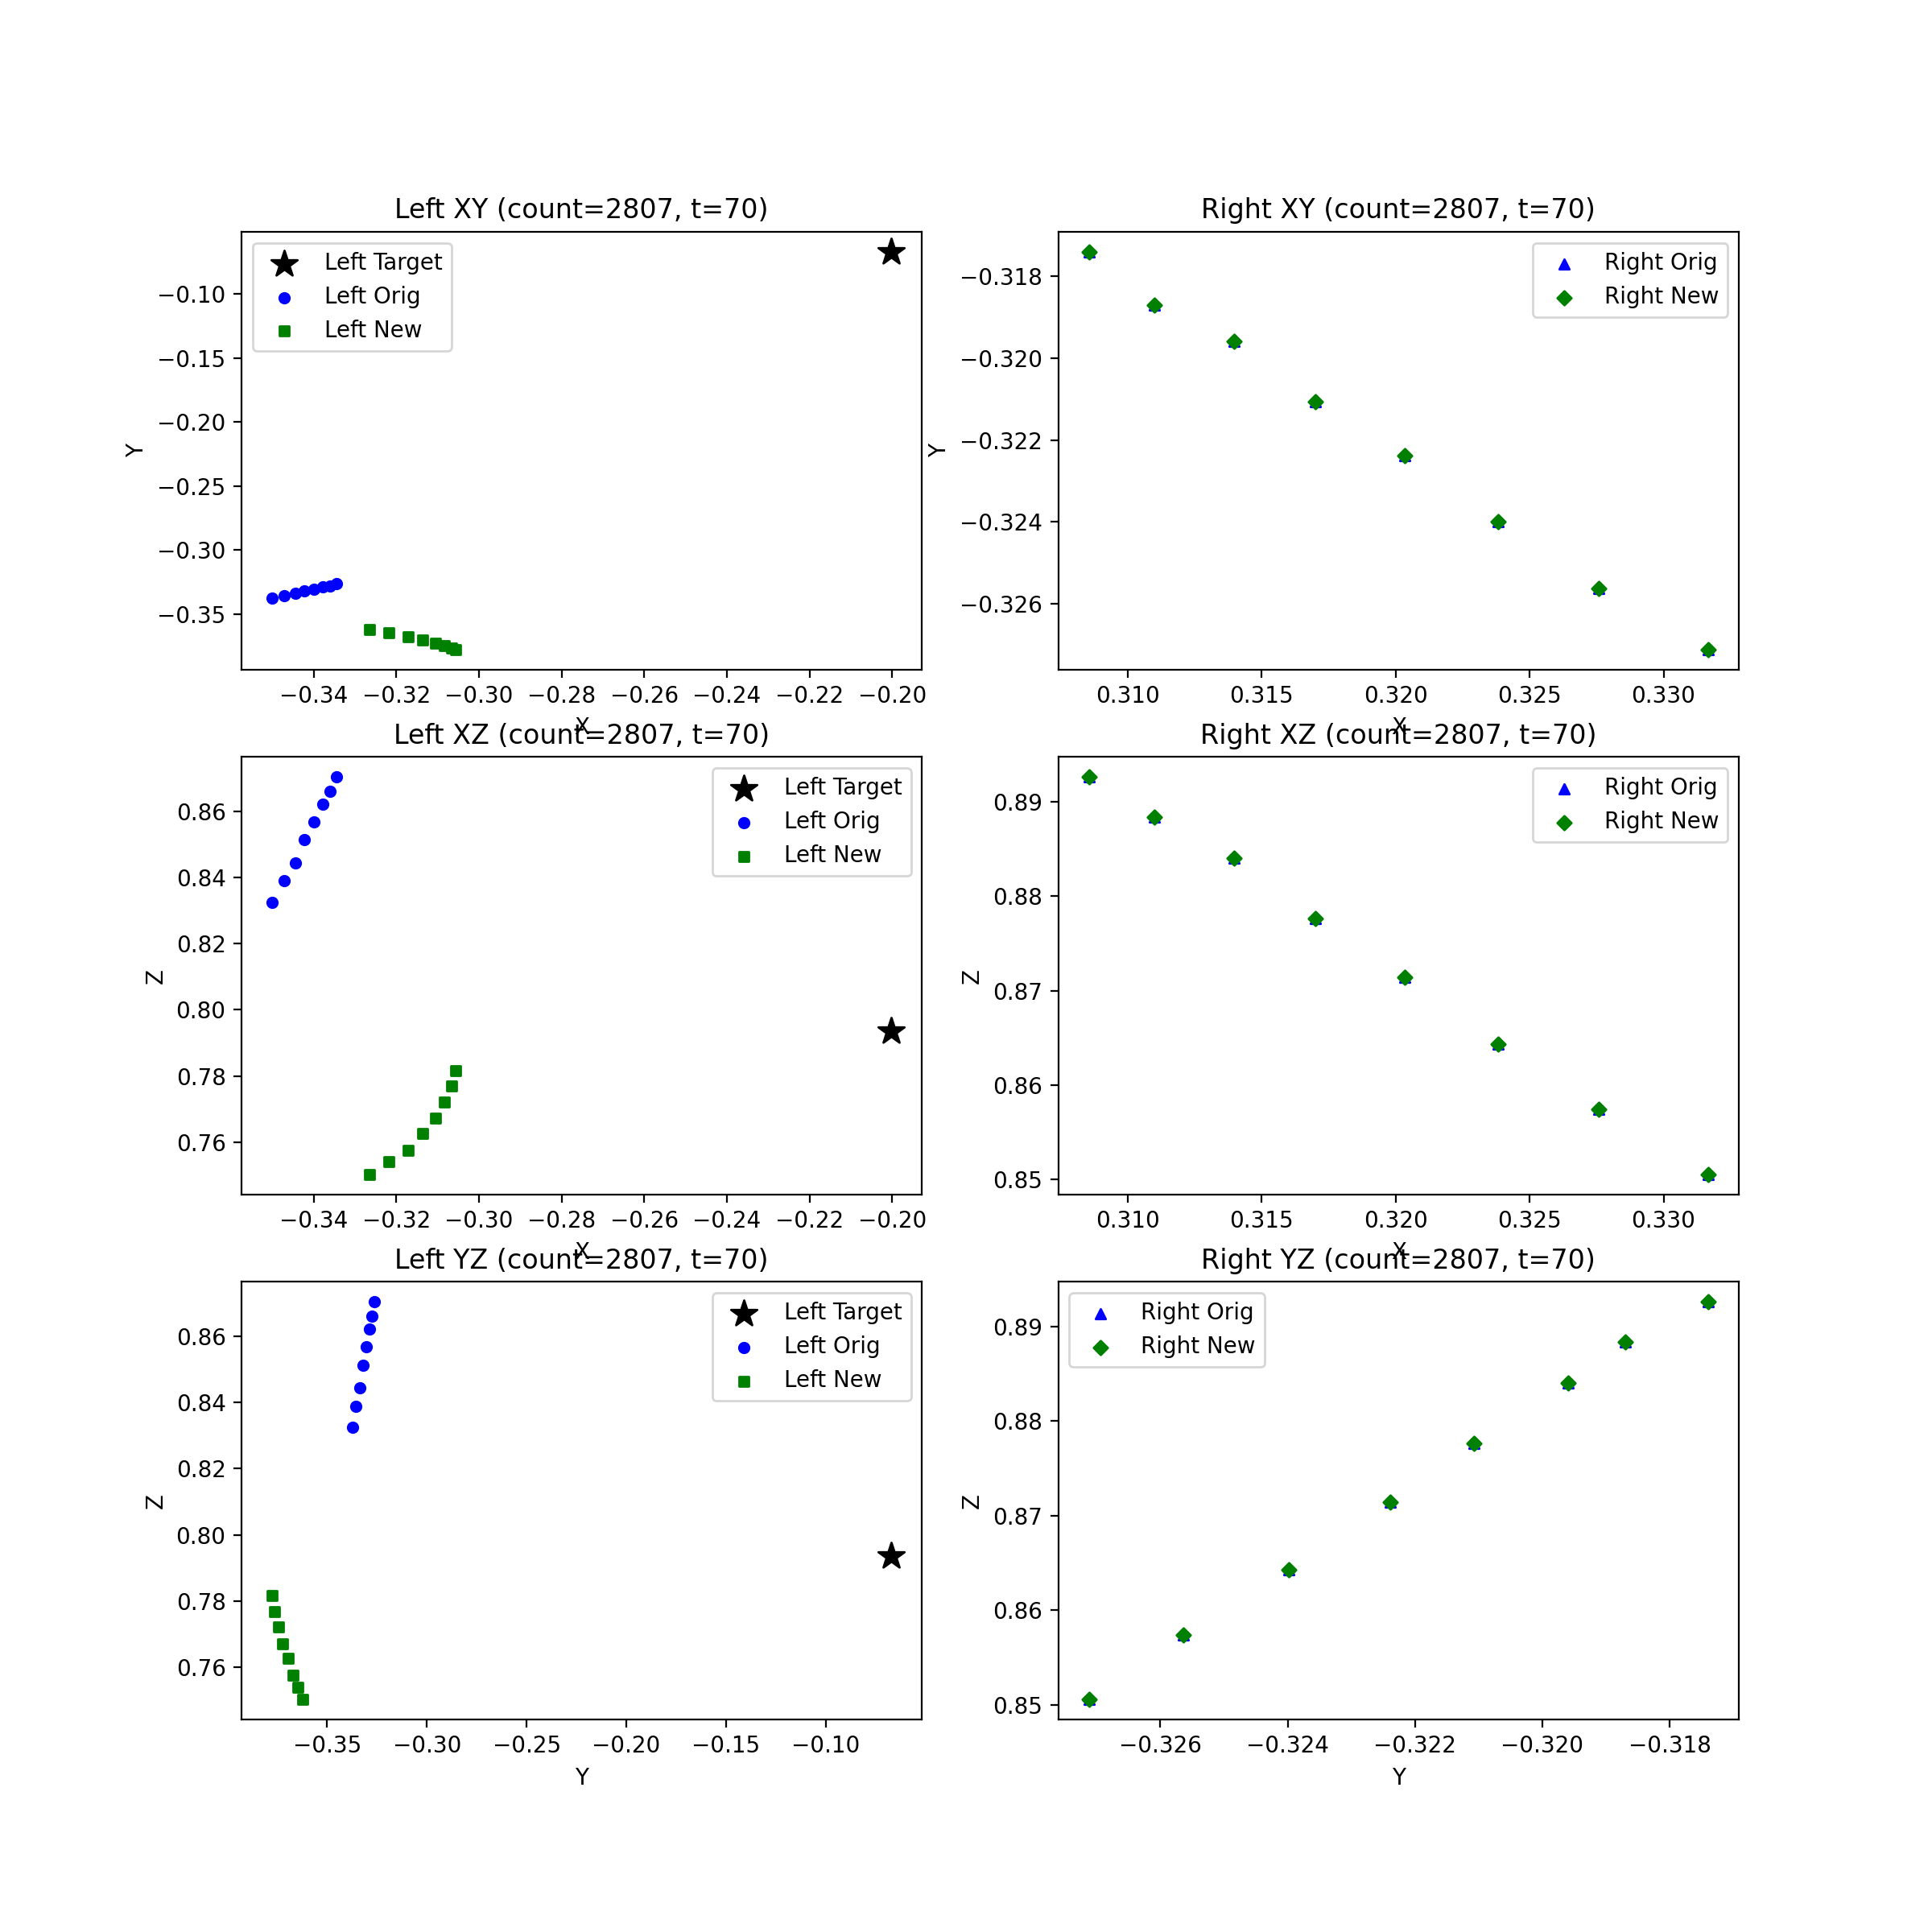 Left XY (count=2807, t=70)
Left Target
Left Orig
Left New
Y
−0.10
−0.15
−0.20
−0.25
−0.30
−0.35
−0.34 −0.32 −0.30 −0.28 −0.26 −0.24 −0.22 −0.20
X
Right XY (count=2807, t=70)
Right Orig
Right New
Y
−0.318
−0.320
−0.322
−0.324
−0.326
0.310 0.315 0.320 0.325 0.330
X
Left XZ (count=2807, t=70)
Left Target
Left Orig
Left New
Z
0.86
0.84
0.82
0.80
0.78
0.76
−0.34 −0.32 −0.30 −0.28 −0.26 −0.24 −0.22 −0.20
X
Right XZ (count=2807, t=70)
Right Orig
Right New
Z
0.89
0.88
0.87
0.86
0.85
0.310 0.315 0.320 0.325 0.330
X
Left YZ (count=2807, t=70)
Left Target
Left Orig
Left New
Z
0.86
0.84
0.82
0.80
0.78
0.76
−0.35 −0.30 −0.25 −0.20 −0.15 −0.10
Y
Right YZ (count=2807, t=70)
Right Orig
Right New
Z
0.89
0.88
0.87
0.86
0.85
−0.326 −0.324 −0.322 −0.320 −0.318
Y